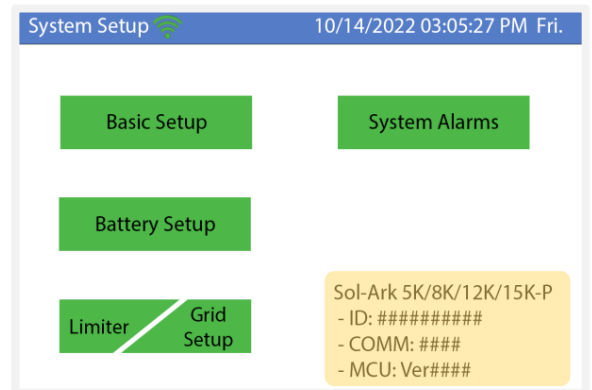 System Setup
10/14/2022 03:05:27 PM Fri.
Basic Setup
System Alarms
Battery Setup
Limiter
Grid
Setup
Sol-Ark 5K/8K/12K/15K-P
- ID: ##########
- COMM: ####
- MCU: Ver####